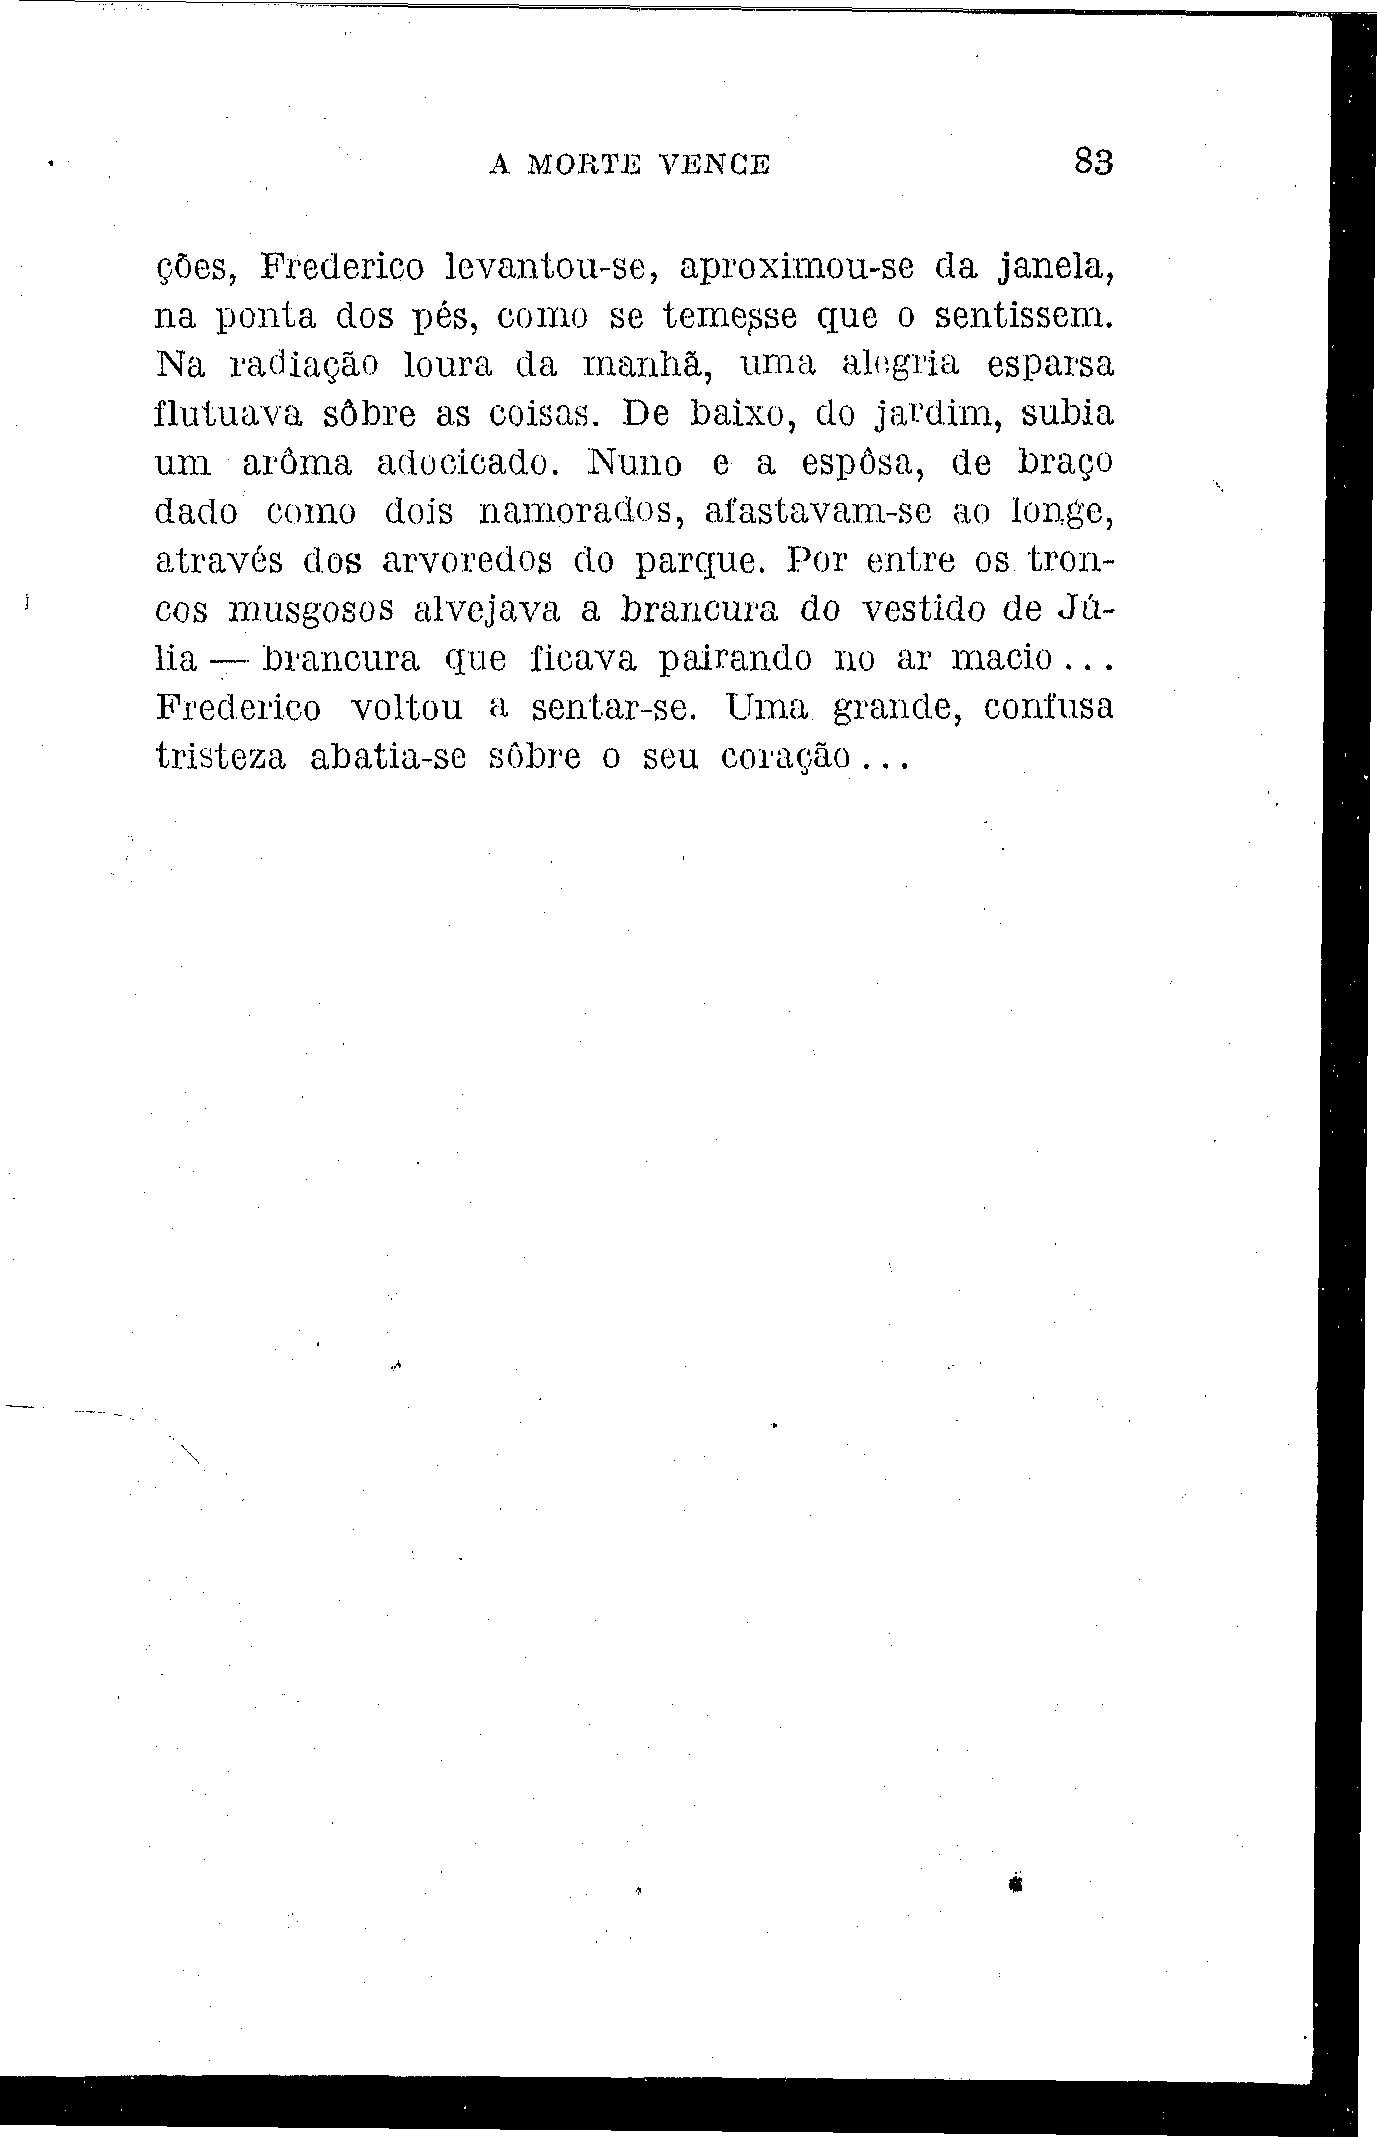 A MORTE VENCE 83
ções, Frederico levantou-se, aproximou-se da janela,
na ponta dos pés, como se temesse que o sentissem.
Na radiação loura da manhã, uma alegria esparsa
flutuava sôbre as coisas. De baixo, do jardim, subia
um arôma adocicado. Nuno e a espôsa, de braço
dado como dois namorados, afastavam-se ao longe,
através dos arvoredos do parque. Por entre os tron-
cos musgosos alvejava a brancura do vestido de Jú-
lia — brancura que ficava pairando no ar macio...
Frederico voltou a sentar-se. Uma grande, confusa
tristeza abatia-se sôbre o seu coração...